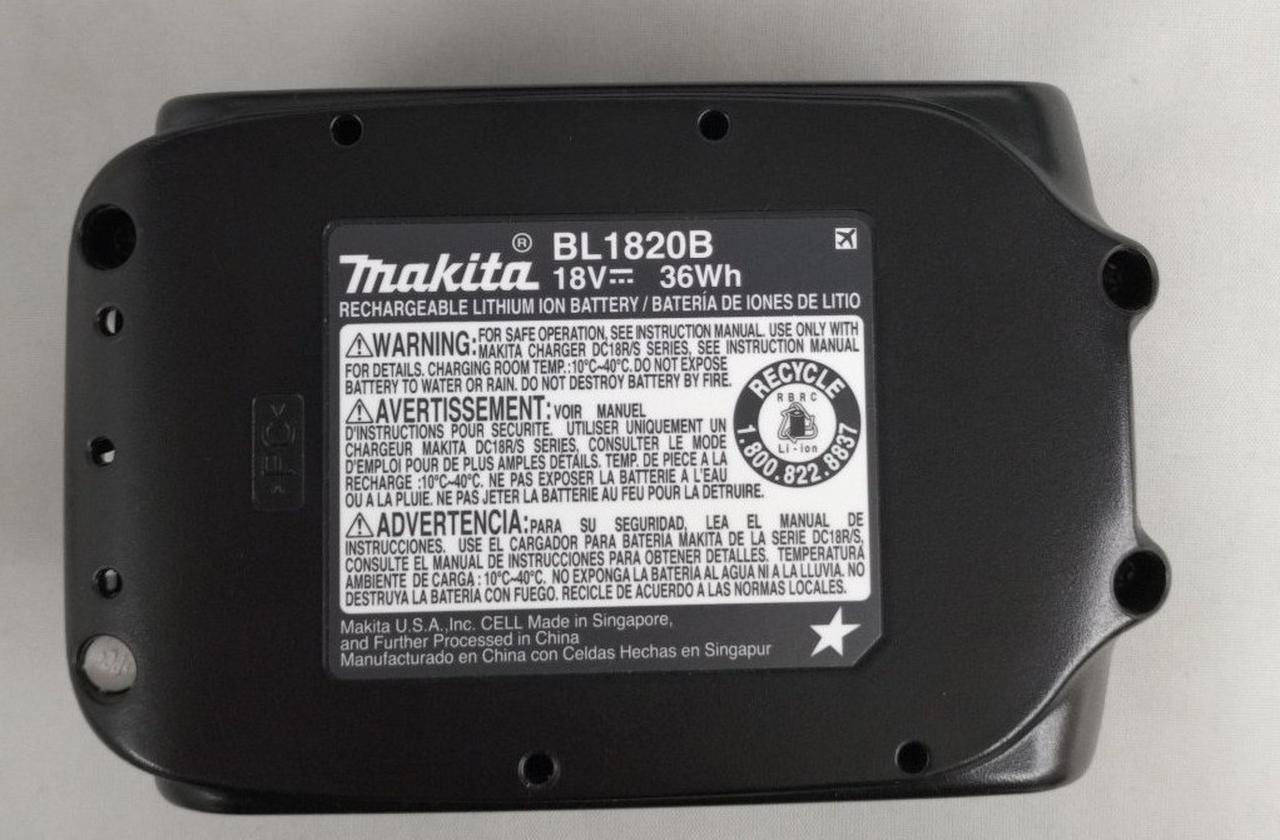 Makita® BL1820B
18V 36Wh
RECHARGEABLE LITHIUM ION BATTERY / BATERÍA DE IONES DE LITIO
WARNING: FOR SAFE OPERATION, SEE INSTRUCTION MANUAL. USE ONLY WITH
MAKITA CHARGER DC18R/S SERIES, SEE INSTRUCTION MANUAL
FOR DETAILS. CHARGING ROOM TEMP.:10°C~40°C. DO NOT EXPOSE
BATTERY TO WATER OR RAIN. DO NOT DESTROY BATTERY BY FIRE.
RECYCLE
RBRC
Li-ion
1.800.822.8837
AVERTISSEMENT: VOIR MANUEL
D'INSTRUCTIONS POUR SECURITE. UTILISER UNIQUEMENT UN
CHARGEUR MAKITA DC18R/S SERIES, CONSULTER LE MODE
D'EMPLOI POUR DE PLUS AMPLES DETAILS. TEMP. DE PIECE A LA
RECHARGE :10°C~40°C. NE PAS EXPOSER LA BATTERIE A L'EAU
OU A LA PLUIE. NE PAS JETER LA BATTERIE AU FEU POUR LA DETRUIRE.
ADVERTENCIA: PARA SU SEGURIDAD, LEA EL MANUAL DE
INSTRUCCIONES. USE EL CARGADOR PARA BATERIA MAKITA DE LA SERIE DC18R/S,
CONSULTE EL MANUAL DE INSTRUCCIONES PARA OBTENER DETALLES. TEMPERATURA
AMBIENTE DE CARGA : 10°C~40°C. NO EXPONGA LA BATERIA AL AGUA NI A LA LLUVIA. NO
DESTRUYA LA BATERIA CON FUEGO. RECICLE DE ACUERDO A LAS NORMAS LOCALES.
Makita U.S.A.,Inc. CELL Made in Singapore,
and Further Processed in China
Manufacturado en China con Celdas Hechas en Singapur